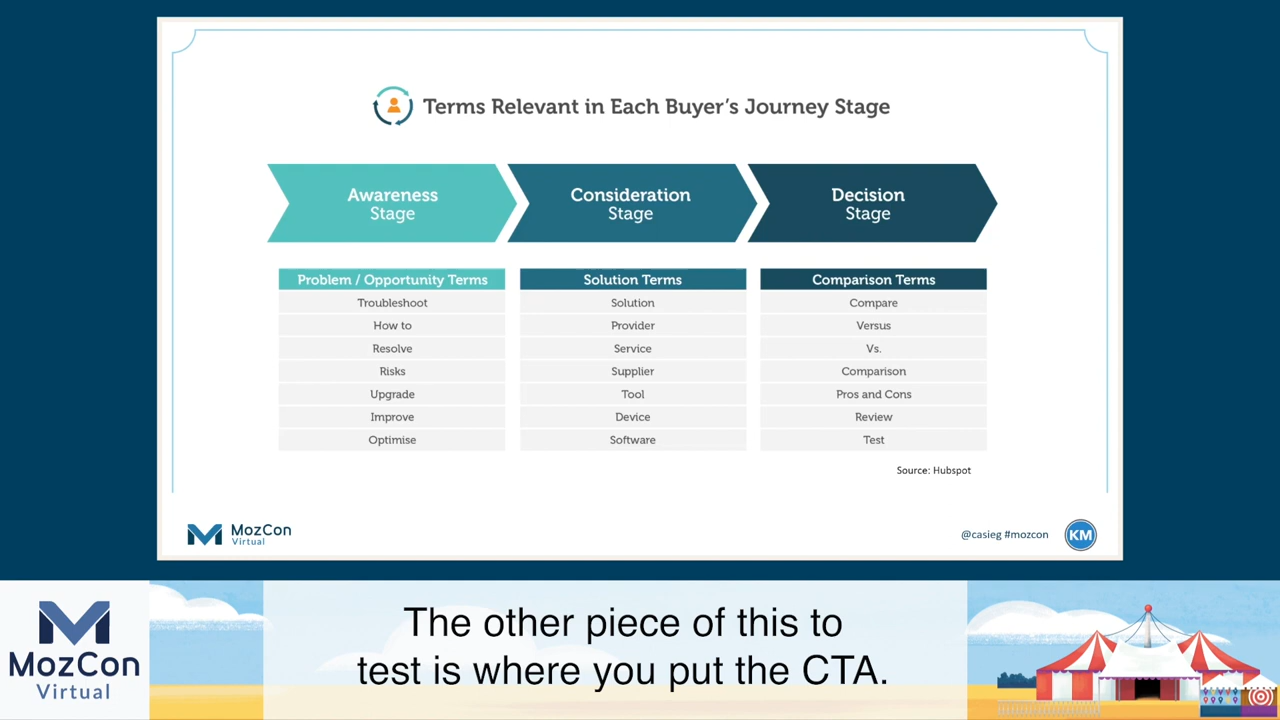 Terms Relevant in Each Buyer's Journey Stage
Awareness
Stage
Consideration
Stage
Decision
Stage
Problem / Opportunity Terms
Troubleshoot
How to
Resolve
Risks
Upgrade
Improve
Optimise
Solution Terms
Solution
Provider
Service
Supplier
Tool
Device
Software
Comparison Terms
Compare
Versus
Vs.
Comparison
Pros and Cons
Review
Test
Source: Hubspot
MozCon
Virtual
@casieg #mozcon
KM
MozCon
Virtual
The other piece of this to
test is where you put the CTA.